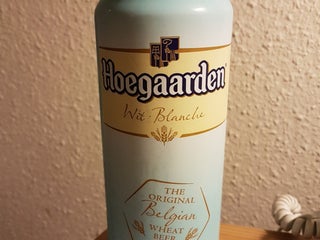 Hoegaarden
Wit-Blanche
THE
ORIGINAL
Belgian
WHEAT
BEER